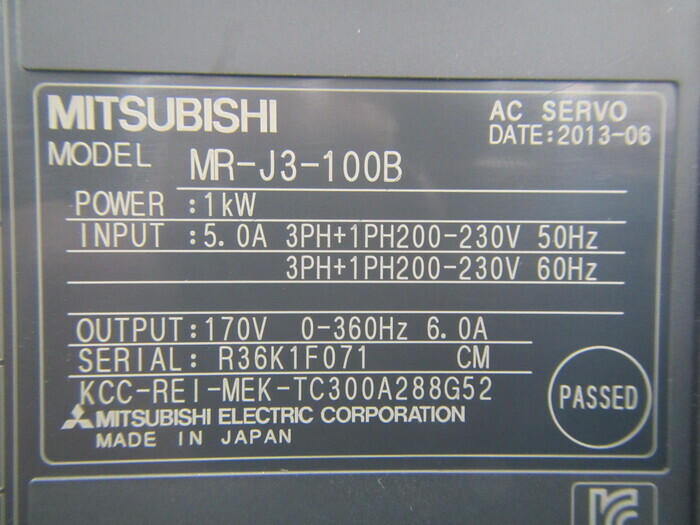 MITSUBISHI
AC SERVO
DATE:2013-06
MODEL MR-J3-100B
POWER :1kW
INPUT :5.0A 3PH+1PH200-230V 50Hz
3PH+1PH200-230V 60Hz
OUTPUT:170V 0-360Hz 6.0A
SERIAL: R36K1F071 CM
KCC-REI-MEK-TC300A288G52
PASSED
MITSUBISHI ELECTRIC CORPORATION
MADE IN JAPAN